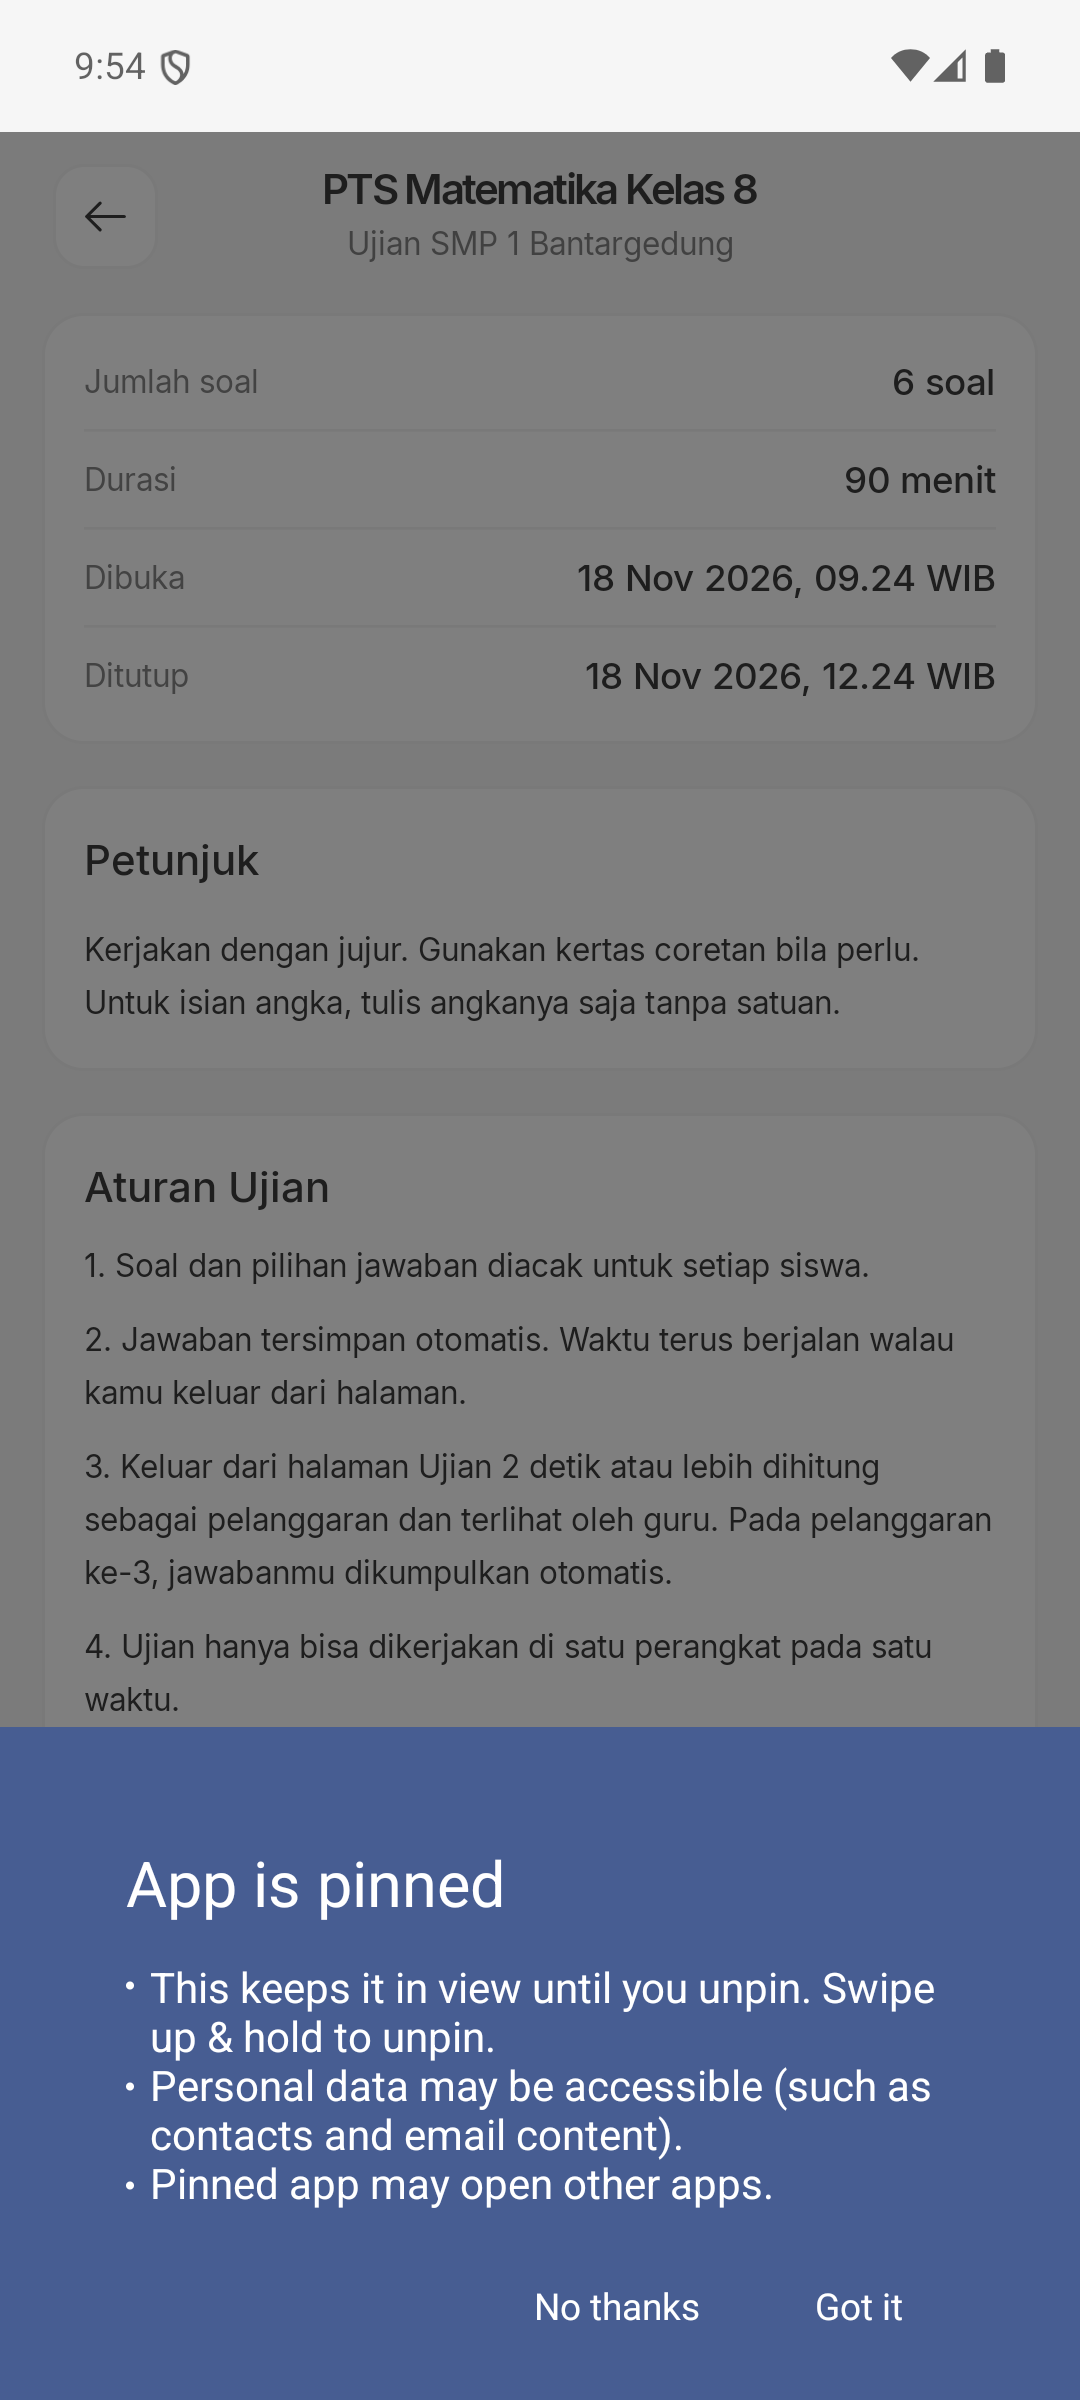 9:54
PTS Matematika Kelas 8
Ujian SMP 1 Bantargedung
Jumlah soal 6 soal
Durasi 90 menit
Dibuka 18 Nov 2026, 09.24 WIB
Ditutup 18 Nov 2026, 12.24 WIB
Petunjuk
Kerjakan dengan jujur. Gunakan kertas coretan bila perlu.
Untuk isian angka, tulis angkanya saja tanpa satuan.
Aturan Ujian
1. Soal dan pilihan jawaban diacak untuk setiap siswa.
2. Jawaban tersimpan otomatis. Waktu terus berjalan walau
kamu keluar dari halaman.
3. Keluar dari halaman Ujian 2 detik atau lebih dihitung
sebagai pelanggaran dan terlihat oleh guru. Pada pelanggaran
ke-3, jawabanmu dikumpulkan otomatis.
4. Ujian hanya bisa dikerjakan di satu perangkat pada satu
waktu.
App is pinned
• This keeps it in view until you unpin. Swipe
up & hold to unpin.
• Personal data may be accessible (such as
contacts and email content).
• Pinned app may open other apps.
No thanks Got it